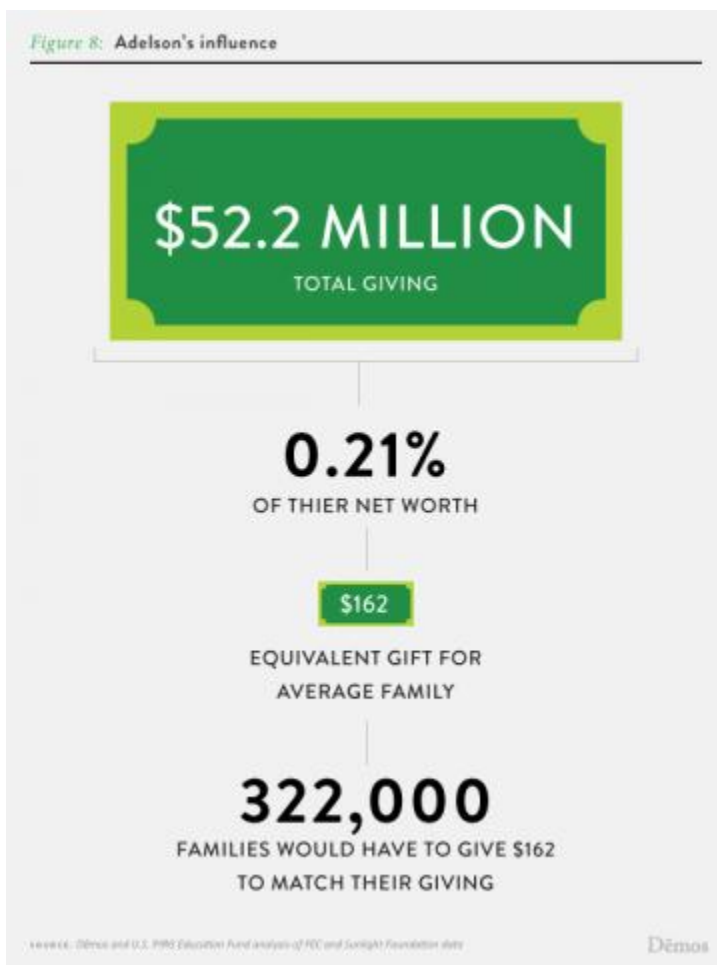 Figure 8: Adelson's influence
$52.2 MILLION
TOTAL GIVING
0.21%
OF THIER NET WORTH
$162
EQUIVALENT GIFT FOR
AVERAGE FAMILY
322,000
FAMILIES WOULD HAVE TO GIVE $162
TO MATCH THEIR GIVING
SOURCE: Dēmos and U.S. PIRG Education Fund analysis of FEC and Sunlight Foundation data
Dēmos